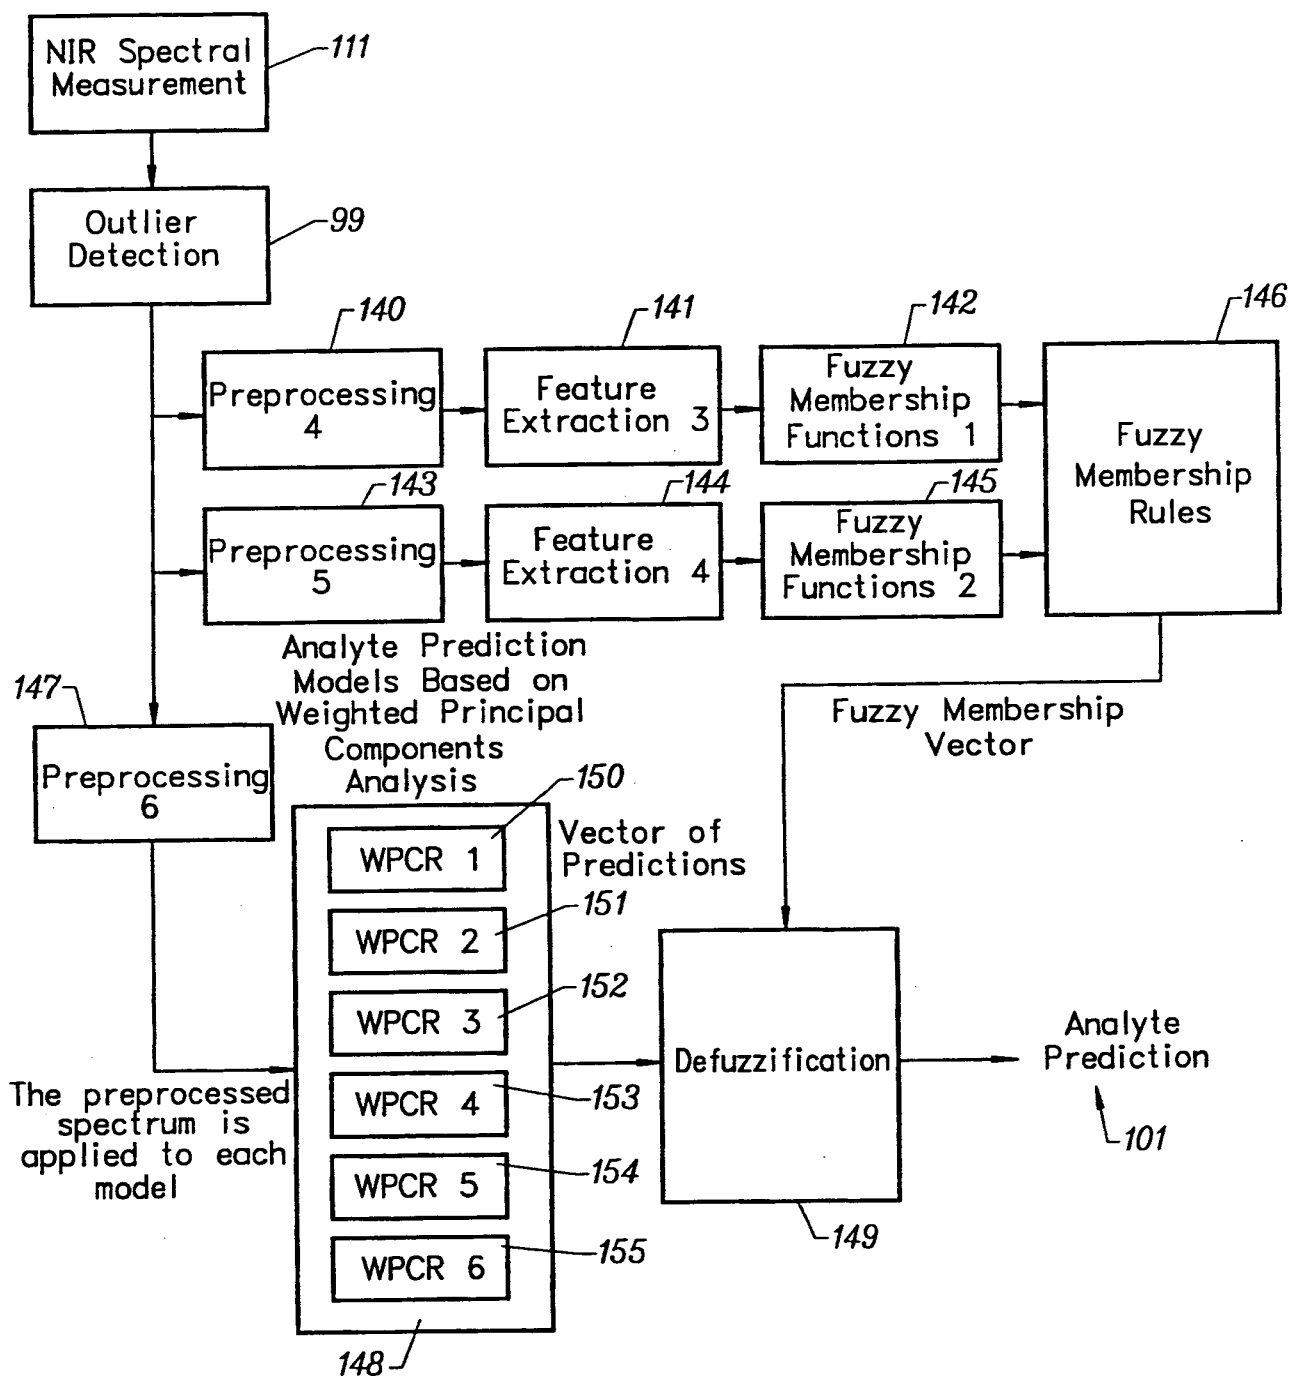 NIR Spectral
Measurement
111
Outlier
Detection
99
140
141
142
146
Preprocessing
4
Feature
Extraction 3
Fuzzy
Membership
Functions 1
Fuzzy
Membership
Rules
143
144
145
Preprocessing
5
Feature
Extraction 4
Fuzzy
Membership
Functions 2
Analyte Prediction
Models Based on
Weighted Principal
Components
Analysis
147
Preprocessing
6
Fuzzy Membership
Vector
150
WPCR 1
Vector of
Predictions
151
WPCR 2
152
WPCR 3
153
WPCR 4
154
WPCR 5
155
WPCR 6
148
The preprocessed
spectrum is
applied to each
model
Defuzzification
149
Analyte
Prediction
101